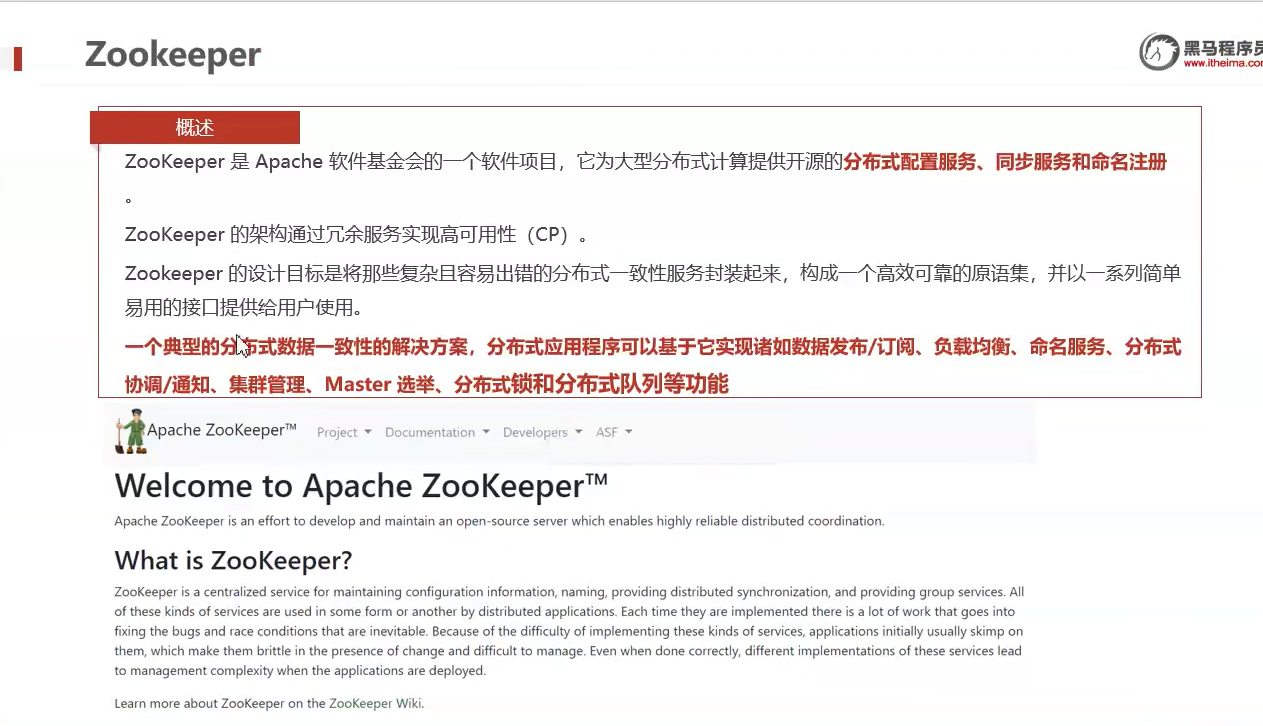 Zookeeper
黑马程序员
www.itheima.com
概述
ZooKeeper 是 Apache 软件基金会的一个软件项目，它为大型分布式计算提供开源的分布式配置服务、同步服务和命名注册
。
ZooKeeper 的架构通过冗余服务实现高可用性（CP）。
Zookeeper 的设计目标是将那些复杂且容易出错的分布式一致性服务封装起来，构成一个高效可靠的原语集，并以一系列简单
易用的接口提供给用户使用。
一个典型的分布式数据一致性的解决方案，分布式应用程序可以基于它实现诸如数据发布/订阅、负载均衡、命名服务、分布式
协调/通知、集群管理、Master 选举、分布式锁和分布式队列等功能
Apache ZooKeeper™ Project Documentation Developers ASF
Welcome to Apache ZooKeeper™
Apache ZooKeeper is an effort to develop and maintain an open-source server which enables highly reliable distributed coordination.
What is ZooKeeper?
ZooKeeper is a centralized service for maintaining configuration information, naming, providing distributed synchronization, and providing group services. All
of these kinds of services are used in some form or another by distributed applications. Each time they are implemented there is a lot of work that goes into
fixing the bugs and race conditions that are inevitable. Because of the difficulty of implementing these kinds of services, applications initially usually skimp on
them, which make them brittle in the presence of change and difficult to manage. Even when done correctly, different implementations of these services lead
to management complexity when the applications are deployed.
Learn more about ZooKeeper on the ZooKeeper Wiki.